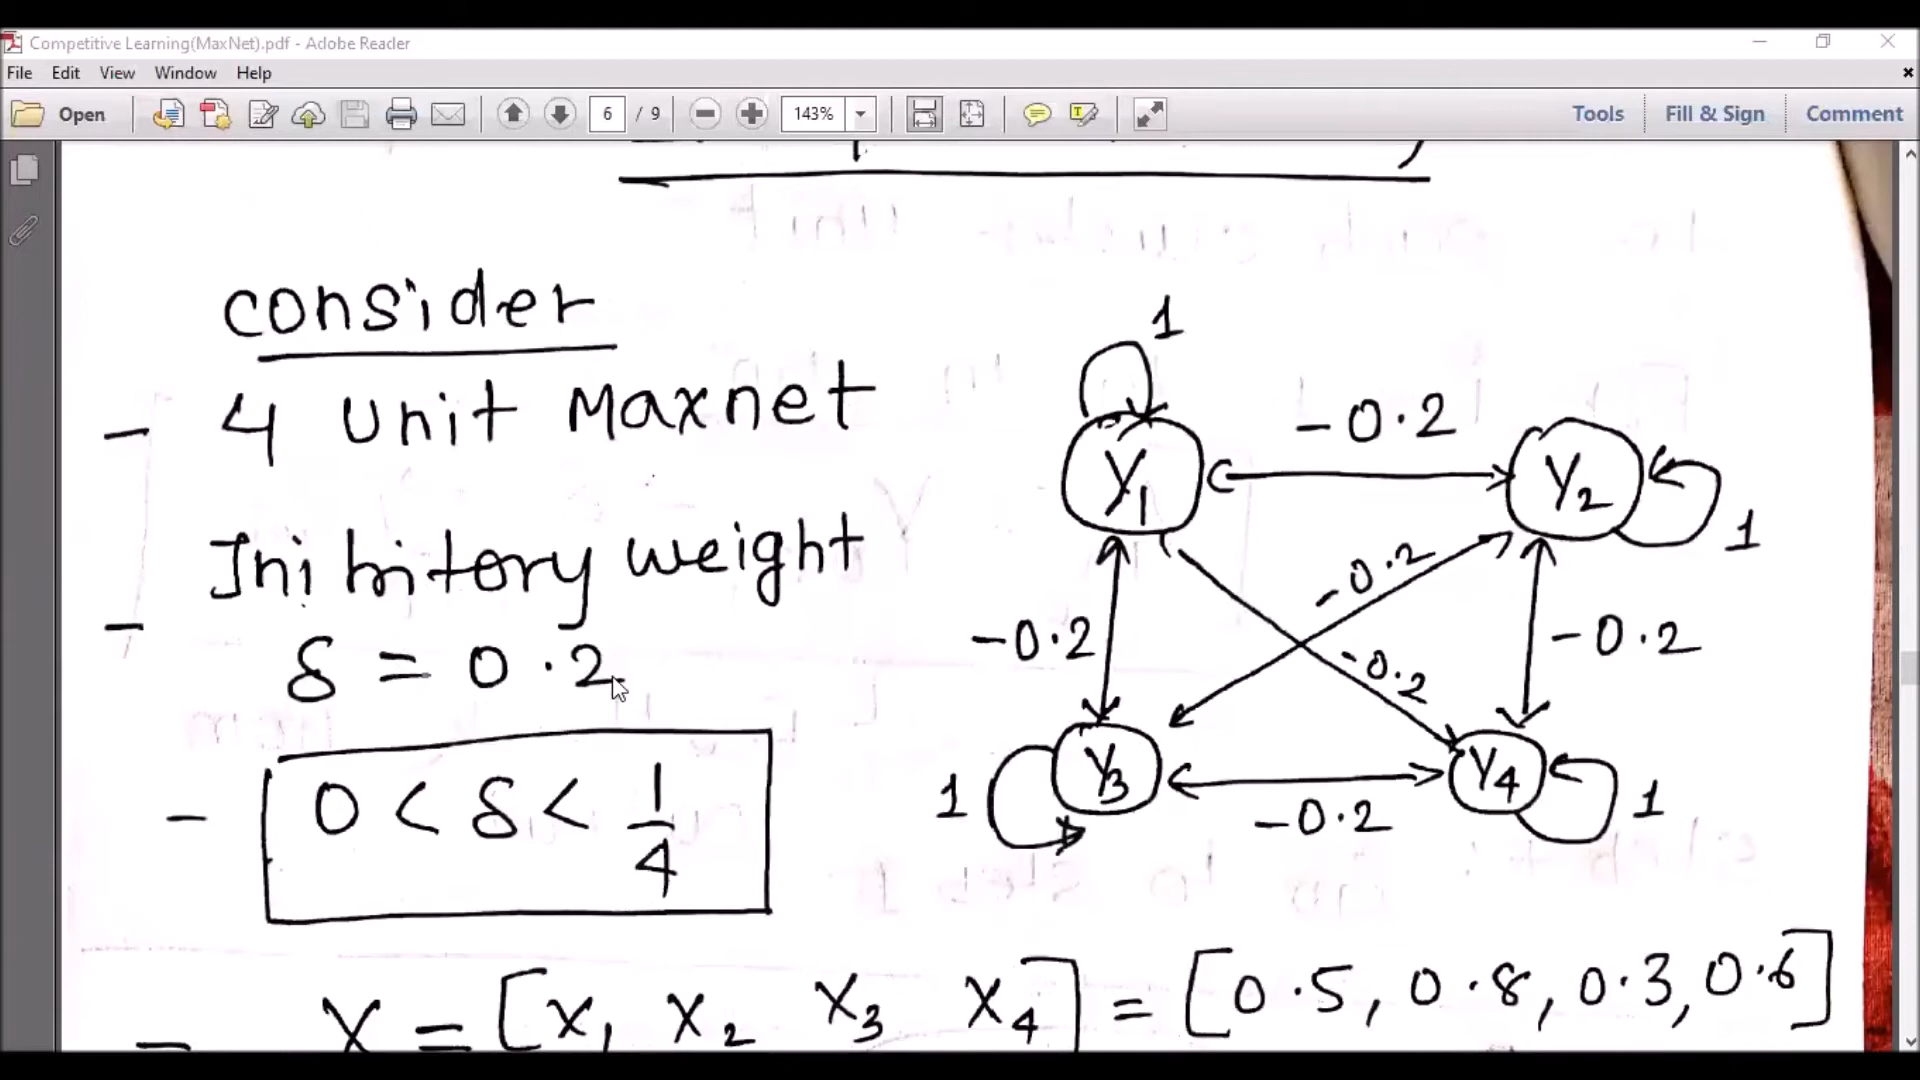 Competitive Learning(MaxNet).pdf - Adobe Reader
File Edit View Window Help
Open 6 / 9 143% Tools Fill & Sign Comment
consider
- 4 Unit Maxnet
- Inihitory weight
δ = 0.2
- 0 < δ < 1/4
- X = [X1 X2 X3 X4] = [0.5, 0.8, 0.3, 0.6]
1
Y1 -0.2 Y2 1
-0.2 -0.2 -0.2 -0.2
1 Y3 -0.2 Y4 1